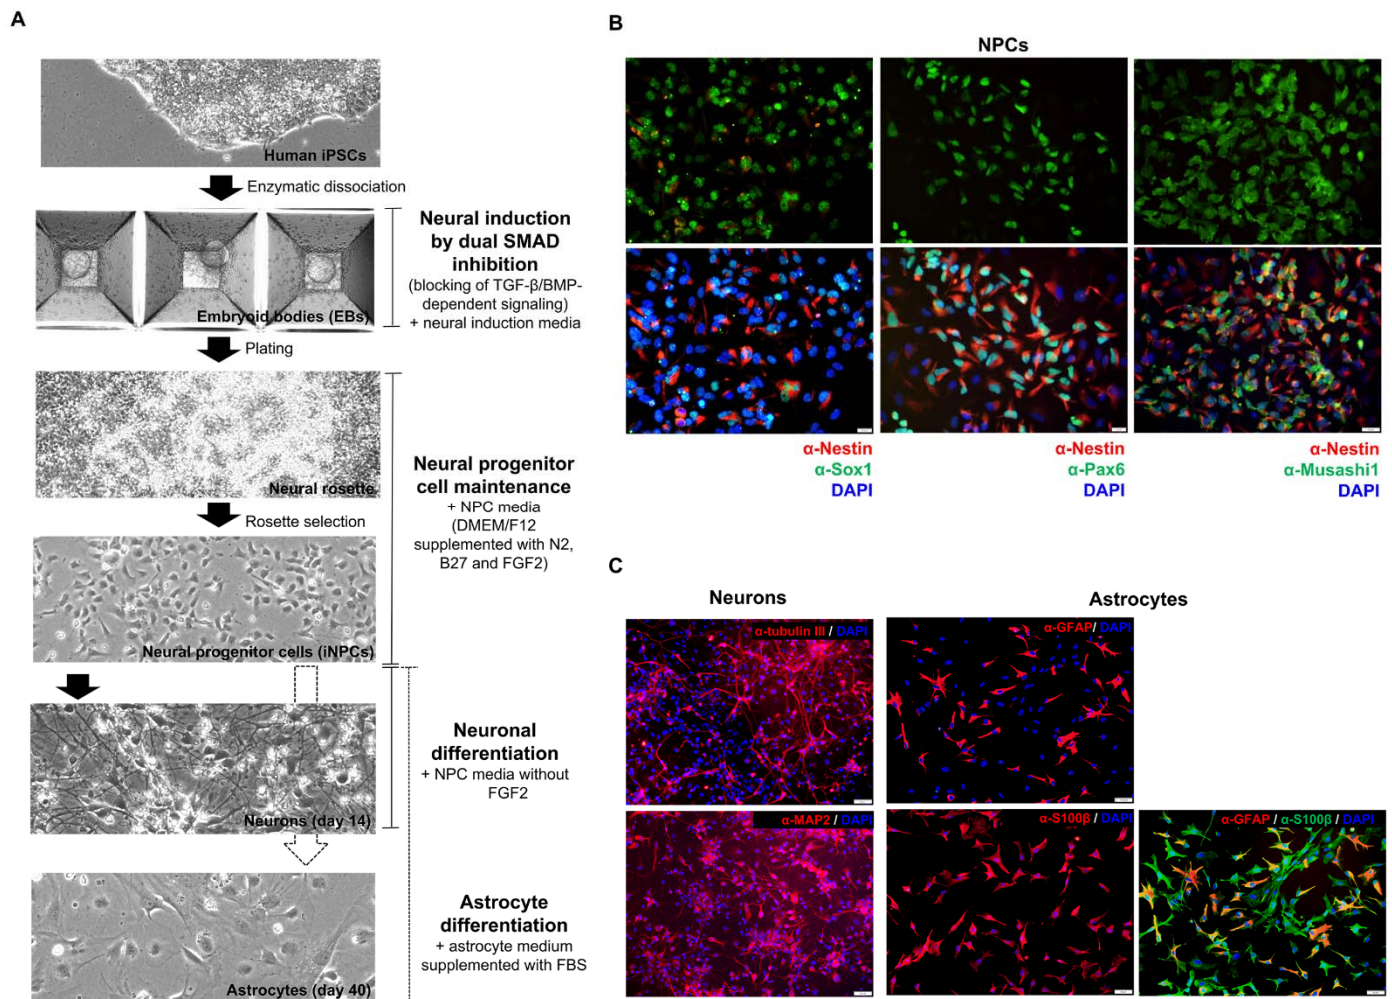 A
Human iPSCs
Enzymatic dissociation
Embryoid bodies (EBs)
Neural induction
by dual SMAD
inhibition
(blocking of TGF-β/BMP-
dependent signaling)
+ neural induction media
Plating
Neural rosette
Rosette selection
Neural progenitor
cell maintenance
+ NPC media
(DMEM/F12
supplemented with N2,
B27 and FGF2)
Neural progenitor cells (iNPCs)
Neurons (day 14)
Neuronal
differentiation
+ NPC media without
FGF2
Astrocytes (day 40)
Astrocyte
differentiation
+ astrocyte medium
supplemented with FBS
B
NPCs
α-Nestin
α-Sox1
DAPI
α-Nestin
α-Pax6
DAPI
α-Nestin
α-Musashi1
DAPI
C
Neurons
Astrocytes
α-tubulin III / DAPI
α-GFAP/ DAPI
α-MAP2 / DAPI
α-S100β / DAPI
α-GFAP / α-S100β / DAPI